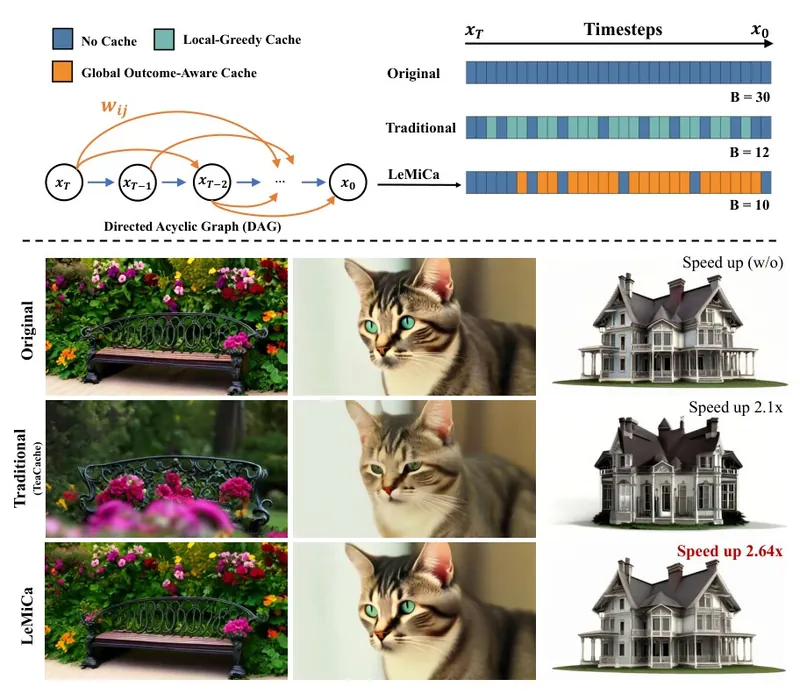 No Cache
Local-Greedy Cache
Global Outcome-Aware Cache
x_T
Timesteps
x_0
Original
B = 30
Traditional
B = 12
LeMiCa
B = 10
w_ij
x_T
x_{T−1}
x_{T−2}
...
x_0
Directed Acyclic Graph (DAG)
Original
Speed up (w/o)
Traditional
(TeaCache)
Speed up 2.1x
LeMiCa
Speed up 2.64x